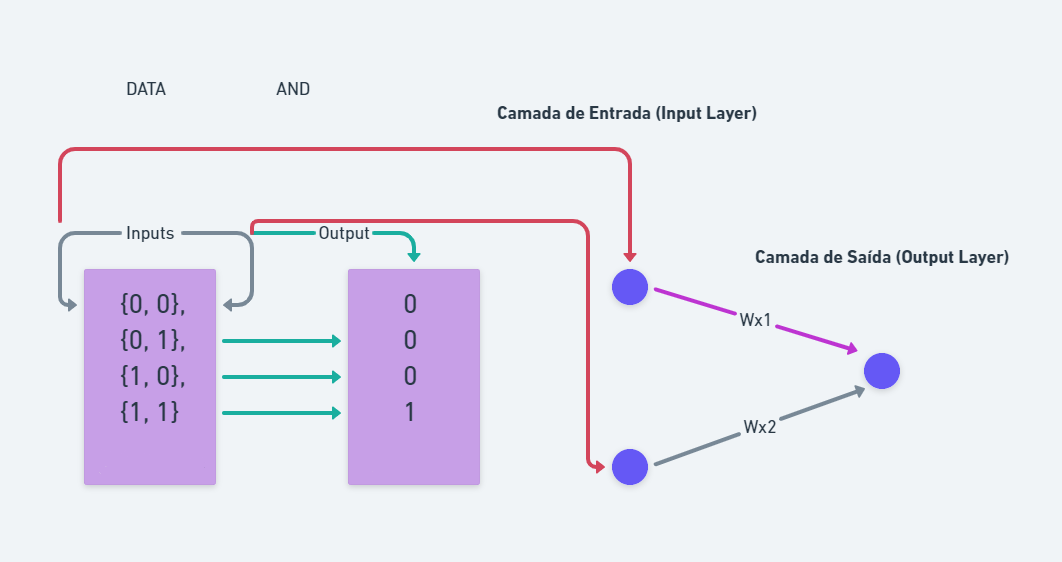 DATA
AND
Camada de Entrada (Input Layer)
Inputs
Output
Camada de Saída (Output Layer)
{0, 0},
{0, 1},
{1, 0},
{1, 1}
0
0
0
1
Wx1
Wx2